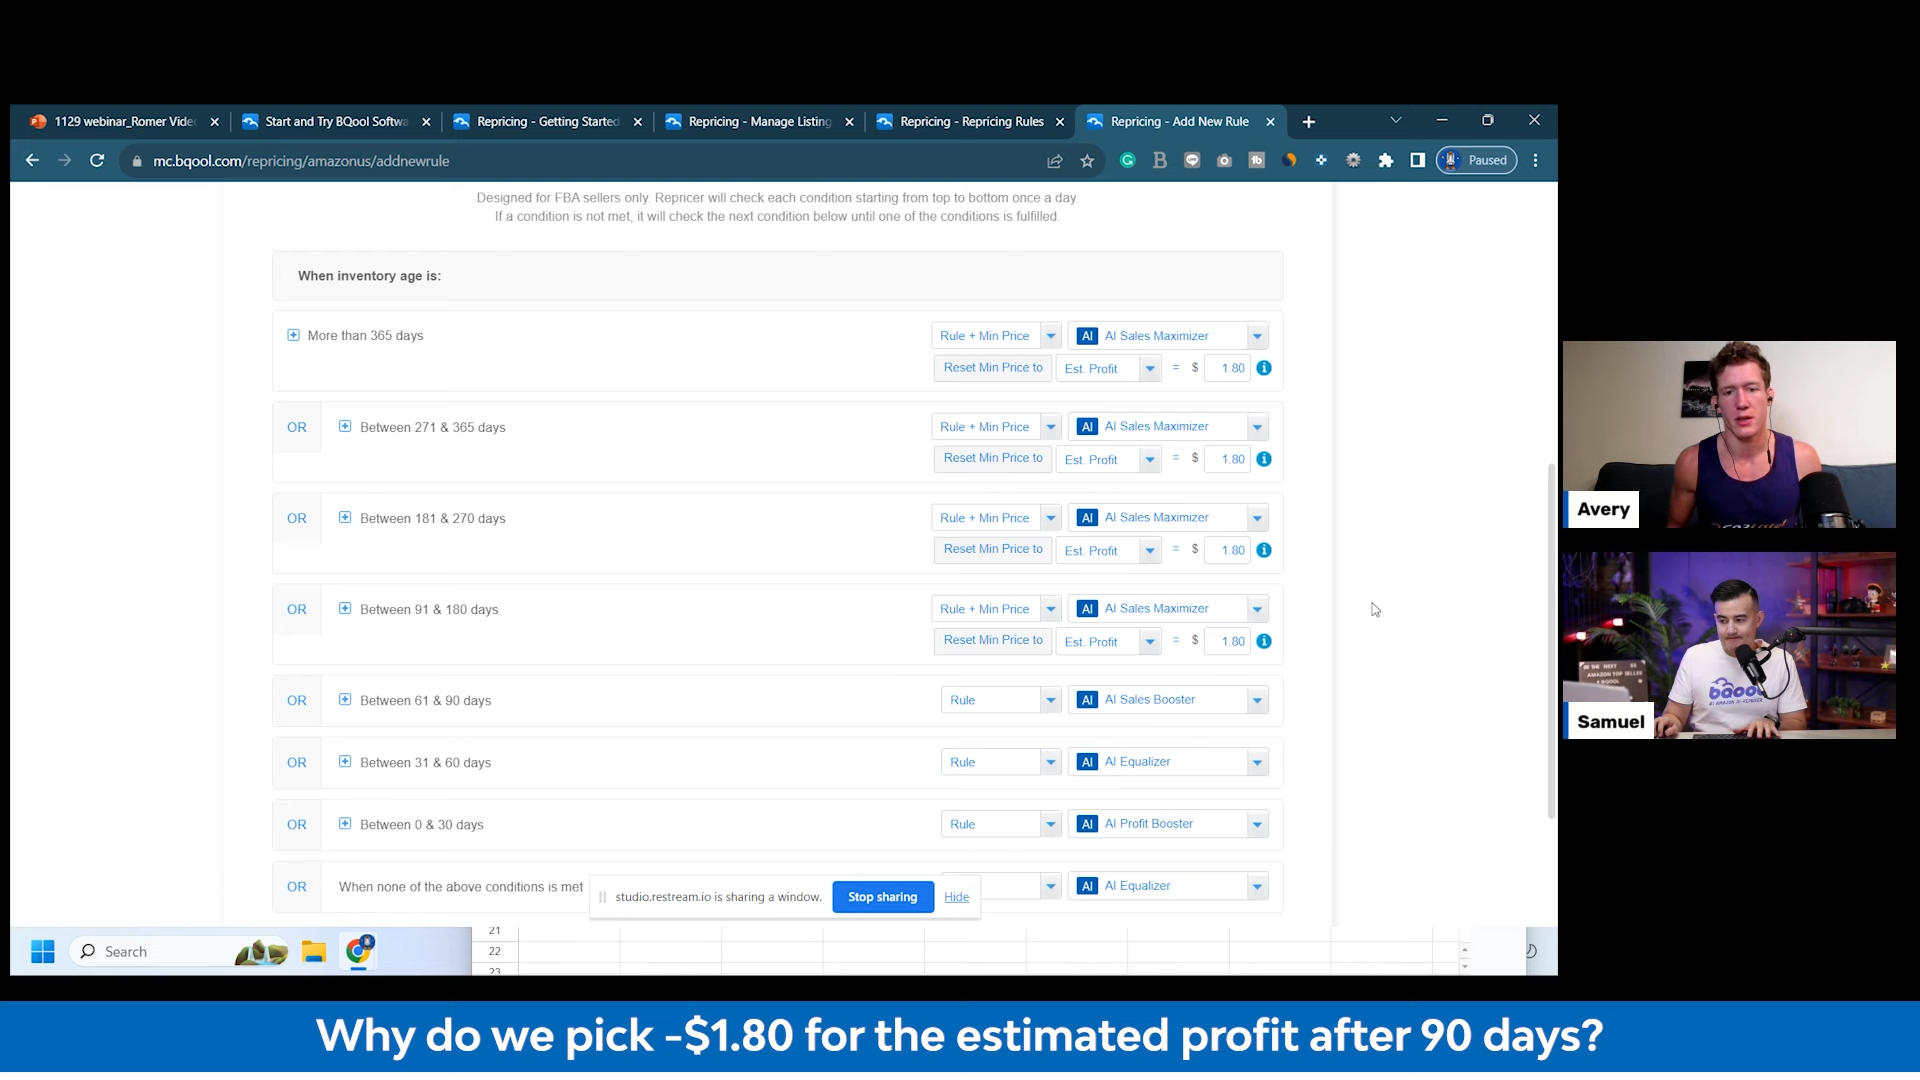 1129 webinar_Romer Vide
Start and Try BQool Softwa
Repricing - Getting Started
Repricing - Manage Listing
Repricing - Repricing Rules
Repricing - Add New Rule
mc.bqool.com/repricing/amazonus/addnewrule
Paused
Designed for FBA sellers only. Repricer will check each condition starting from top to bottom once a day.
If a condition is not met, it will check the next condition below until one of the conditions is fulfilled.
When inventory age is:
More than 365 days
Rule + Min Price
AI AI Sales Maximizer
Reset Min Price to Est. Profit = $ 1.80
OR Between 271 & 365 days
Rule + Min Price
AI AI Sales Maximizer
Reset Min Price to Est. Profit = $ 1.80
OR Between 181 & 270 days
Rule + Min Price
AI AI Sales Maximizer
Reset Min Price to Est. Profit = $ 1.80
OR Between 91 & 180 days
Rule + Min Price
AI AI Sales Maximizer
Reset Min Price to Est. Profit = $ 1.80
OR Between 61 & 90 days
Rule
AI AI Sales Booster
OR Between 31 & 60 days
Rule
AI AI Equalizer
OR Between 0 & 30 days
Rule
AI AI Profit Booster
OR When none of the above conditions is met
AI AI Equalizer
studio.restream.io is sharing a window.
Stop sharing
Hide
Search
21
22
23
Avery
BE THE NEXT
AMAZON TOP SELLER
bqool
Samuel
Why do we pick -$1.80 for the estimated profit after 90 days?